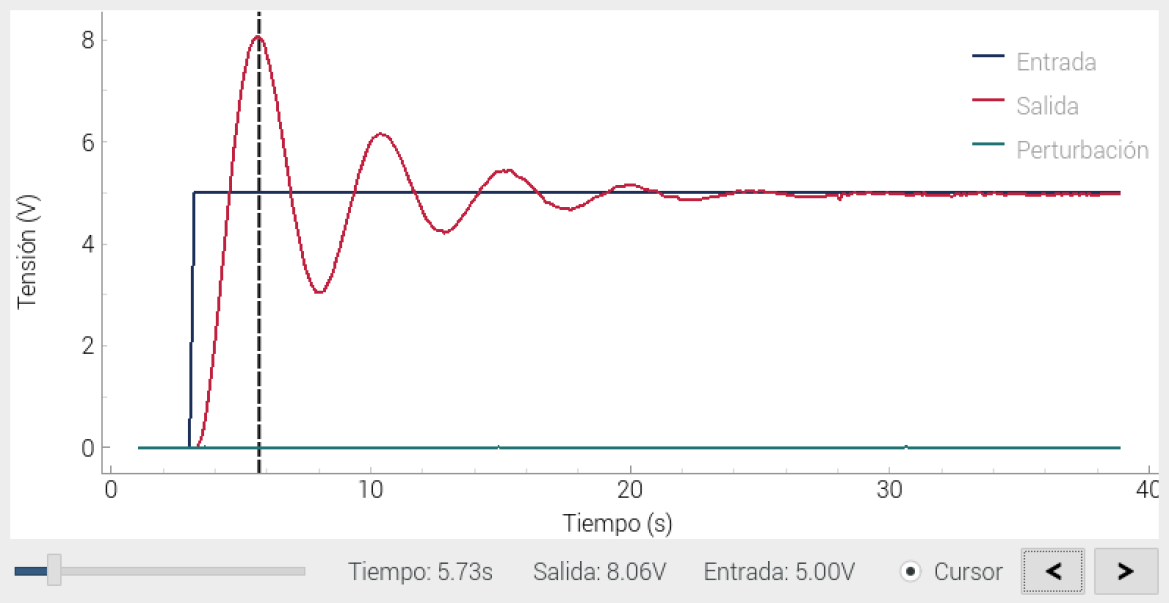 8
6
4
2
0
Tensión (V)
Entrada
Salida
Perturbación
0 10 20 30 40
Tiempo (s)
Tiempo: 5.73s Salida: 8.06V Entrada: 5.00V Cursor < >